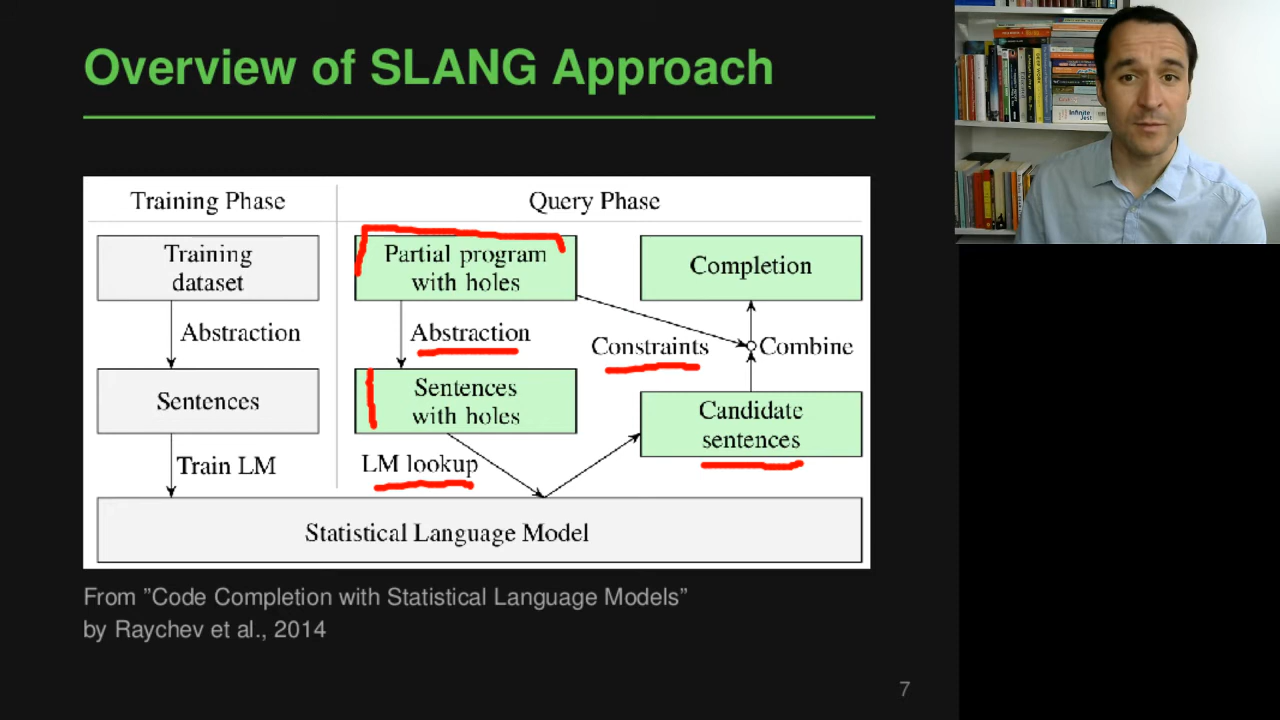 Overview of SLANG Approach
Training Phase
Query Phase
Training
dataset
Abstraction
Sentences
Train LM
Partial program
with holes
Abstraction
Sentences
with holes
LM lookup
Completion
Constraints
Combine
Candidate
sentences
Statistical Language Model
From ”Code Completion with Statistical Language Models”
by Raychev et al., 2014
7
Infinite
Jest